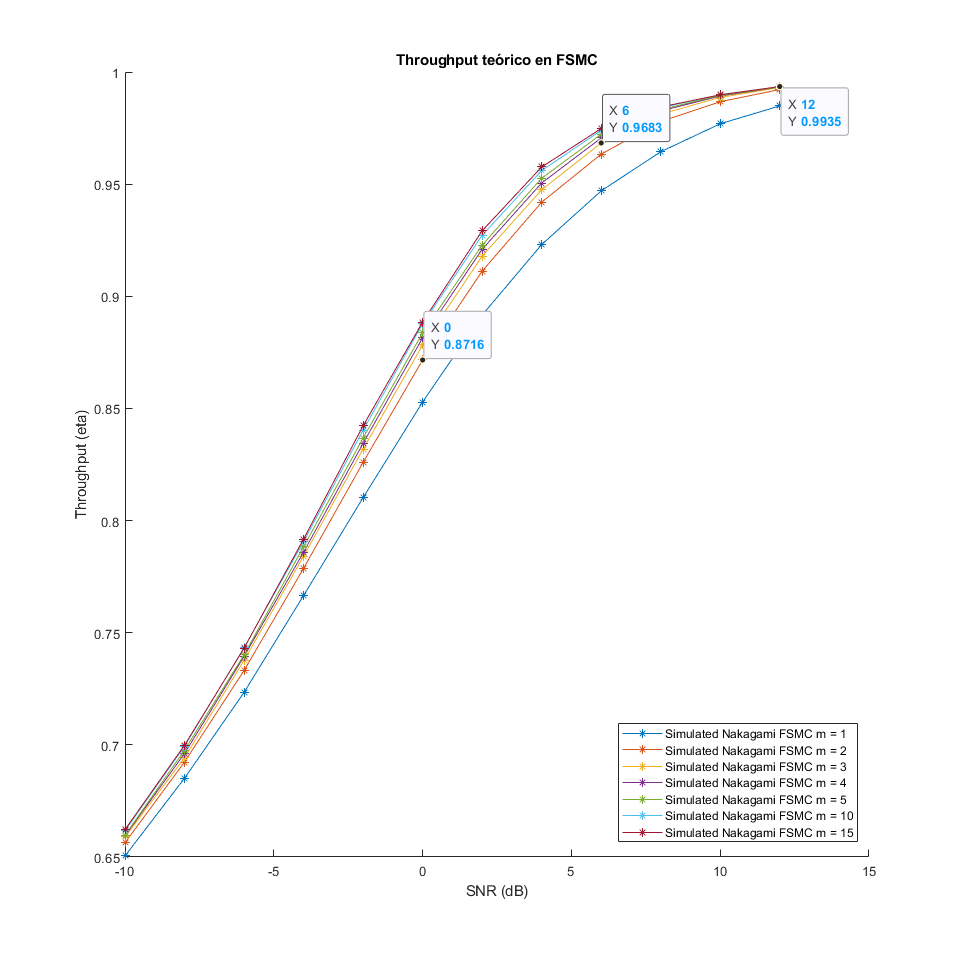 Throughput teórico en FSMC
1
0.95
0.9
0.85
0.8
0.75
0.7
0.65
Throughput (eta)
X 6
Y 0.9683
X 12
Y 0.9935
X 0
Y 0.8716
Simulated Nakagami FSMC m = 1
Simulated Nakagami FSMC m = 2
Simulated Nakagami FSMC m = 3
Simulated Nakagami FSMC m = 4
Simulated Nakagami FSMC m = 5
Simulated Nakagami FSMC m = 10
Simulated Nakagami FSMC m = 15
-10
-5
0
5
10
15
SNR (dB)